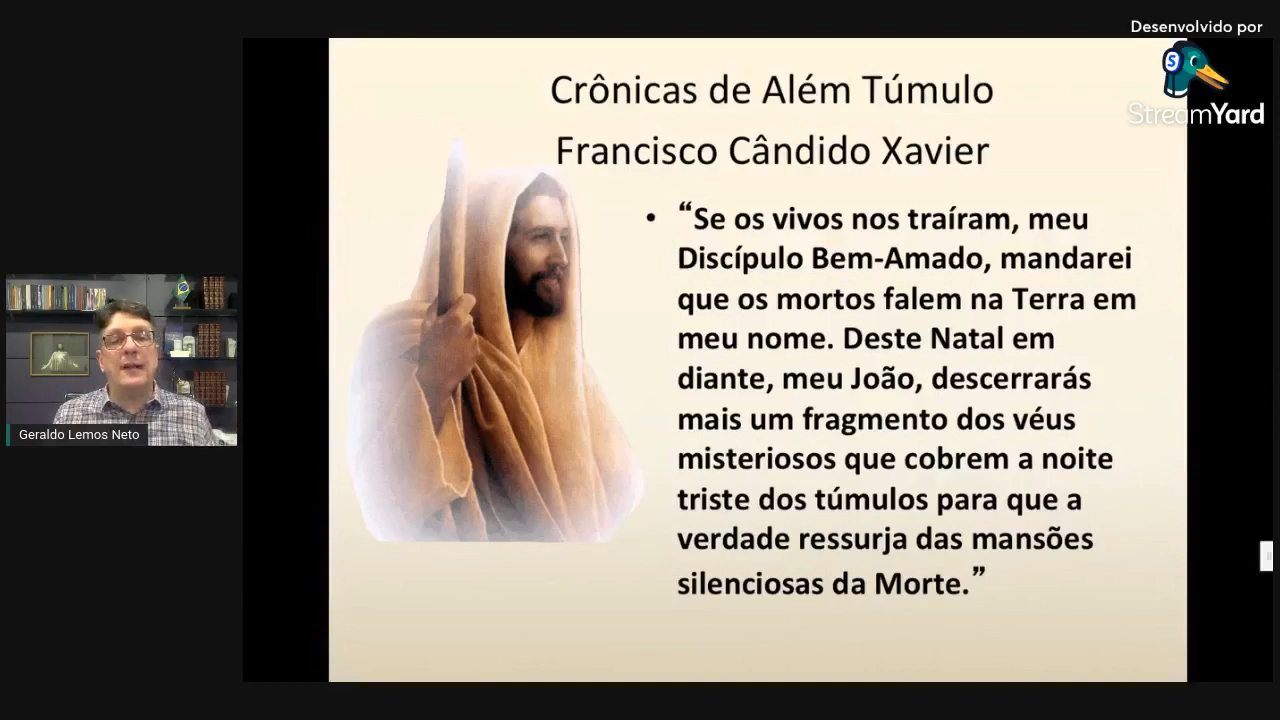 Desenvolvido por
StreamYard
Crônicas de Além Túmulo
Francisco Cândido Xavier
• “Se os vivos nos traíram, meu
Discípulo Bem-Amado, mandarei
que os mortos falem na Terra em
meu nome. Deste Natal em
diante, meu João, descerrarás
mais um fragmento dos véus
misteriosos que cobrem a noite
triste dos túmulos para que a
verdade ressurja das mansões
silenciosas da Morte.”
Geraldo Lemos Neto